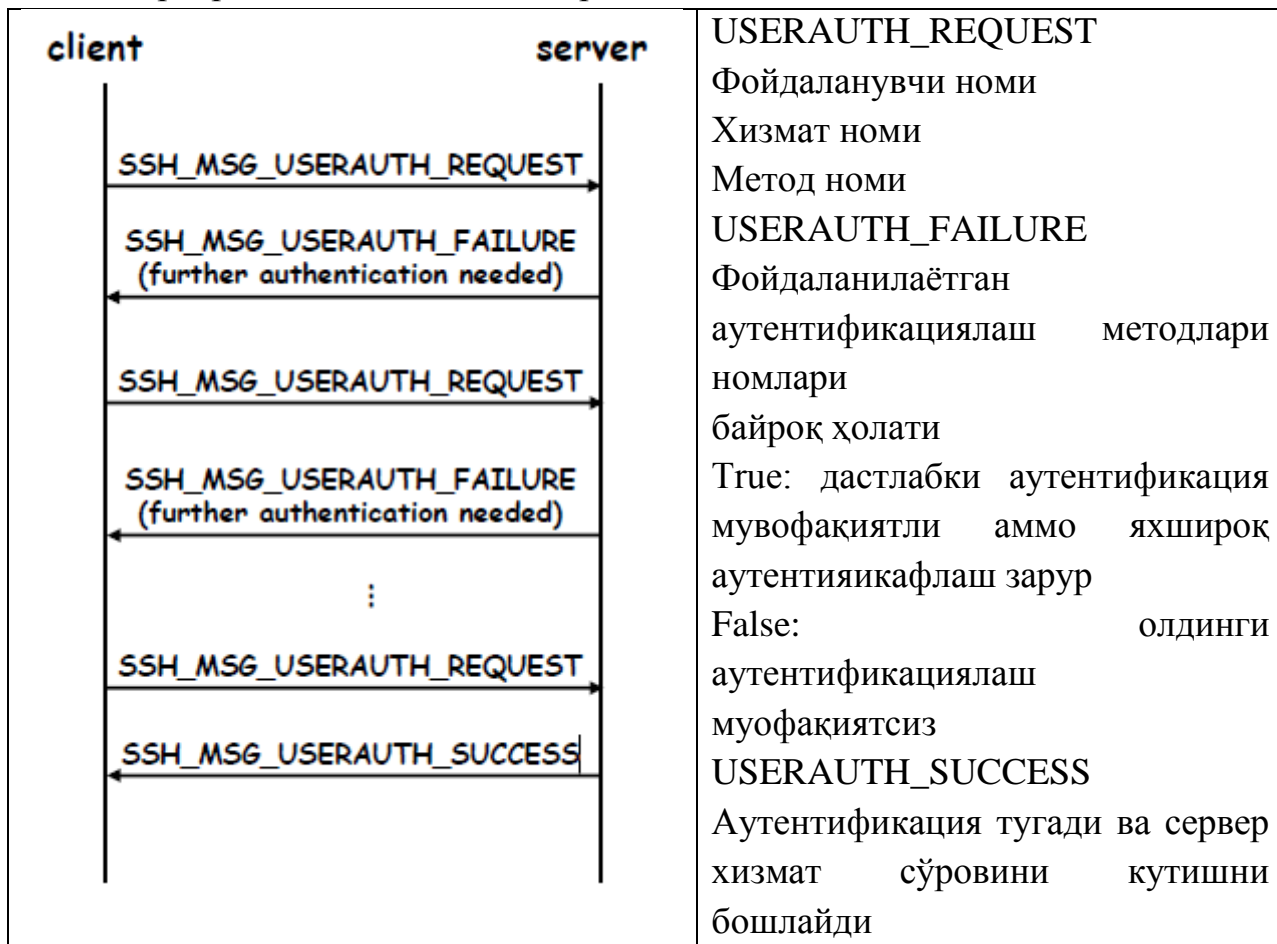 client server
SSH_MSG_USERAUTH_REQUEST
SSH_MSG_USERAUTH_FAILURE
(further authentication needed)
SSH_MSG_USERAUTH_REQUEST
SSH_MSG_USERAUTH_FAILURE
(further authentication needed)
⋮
SSH_MSG_USERAUTH_REQUEST
SSH_MSG_USERAUTH_SUCCESS
USERAUTH_REQUEST
Фойдаланувчи номи
Хизмат номи
Метод номи
USERAUTH_FAILURE
Фойдаланилаётган
аутентификациялаш методлари
номлари
байроқ ҳолати
True: дастлабки аутентификация
мувофақиятли аммо яхшироқ
аутентияикафлаш зарур
False: олдинги
аутентификациялаш
муофақиятсиз
USERAUTH_SUCCESS
Аутентификация тугади ва сервер
хизмат сўровини кутишни
бошлайди